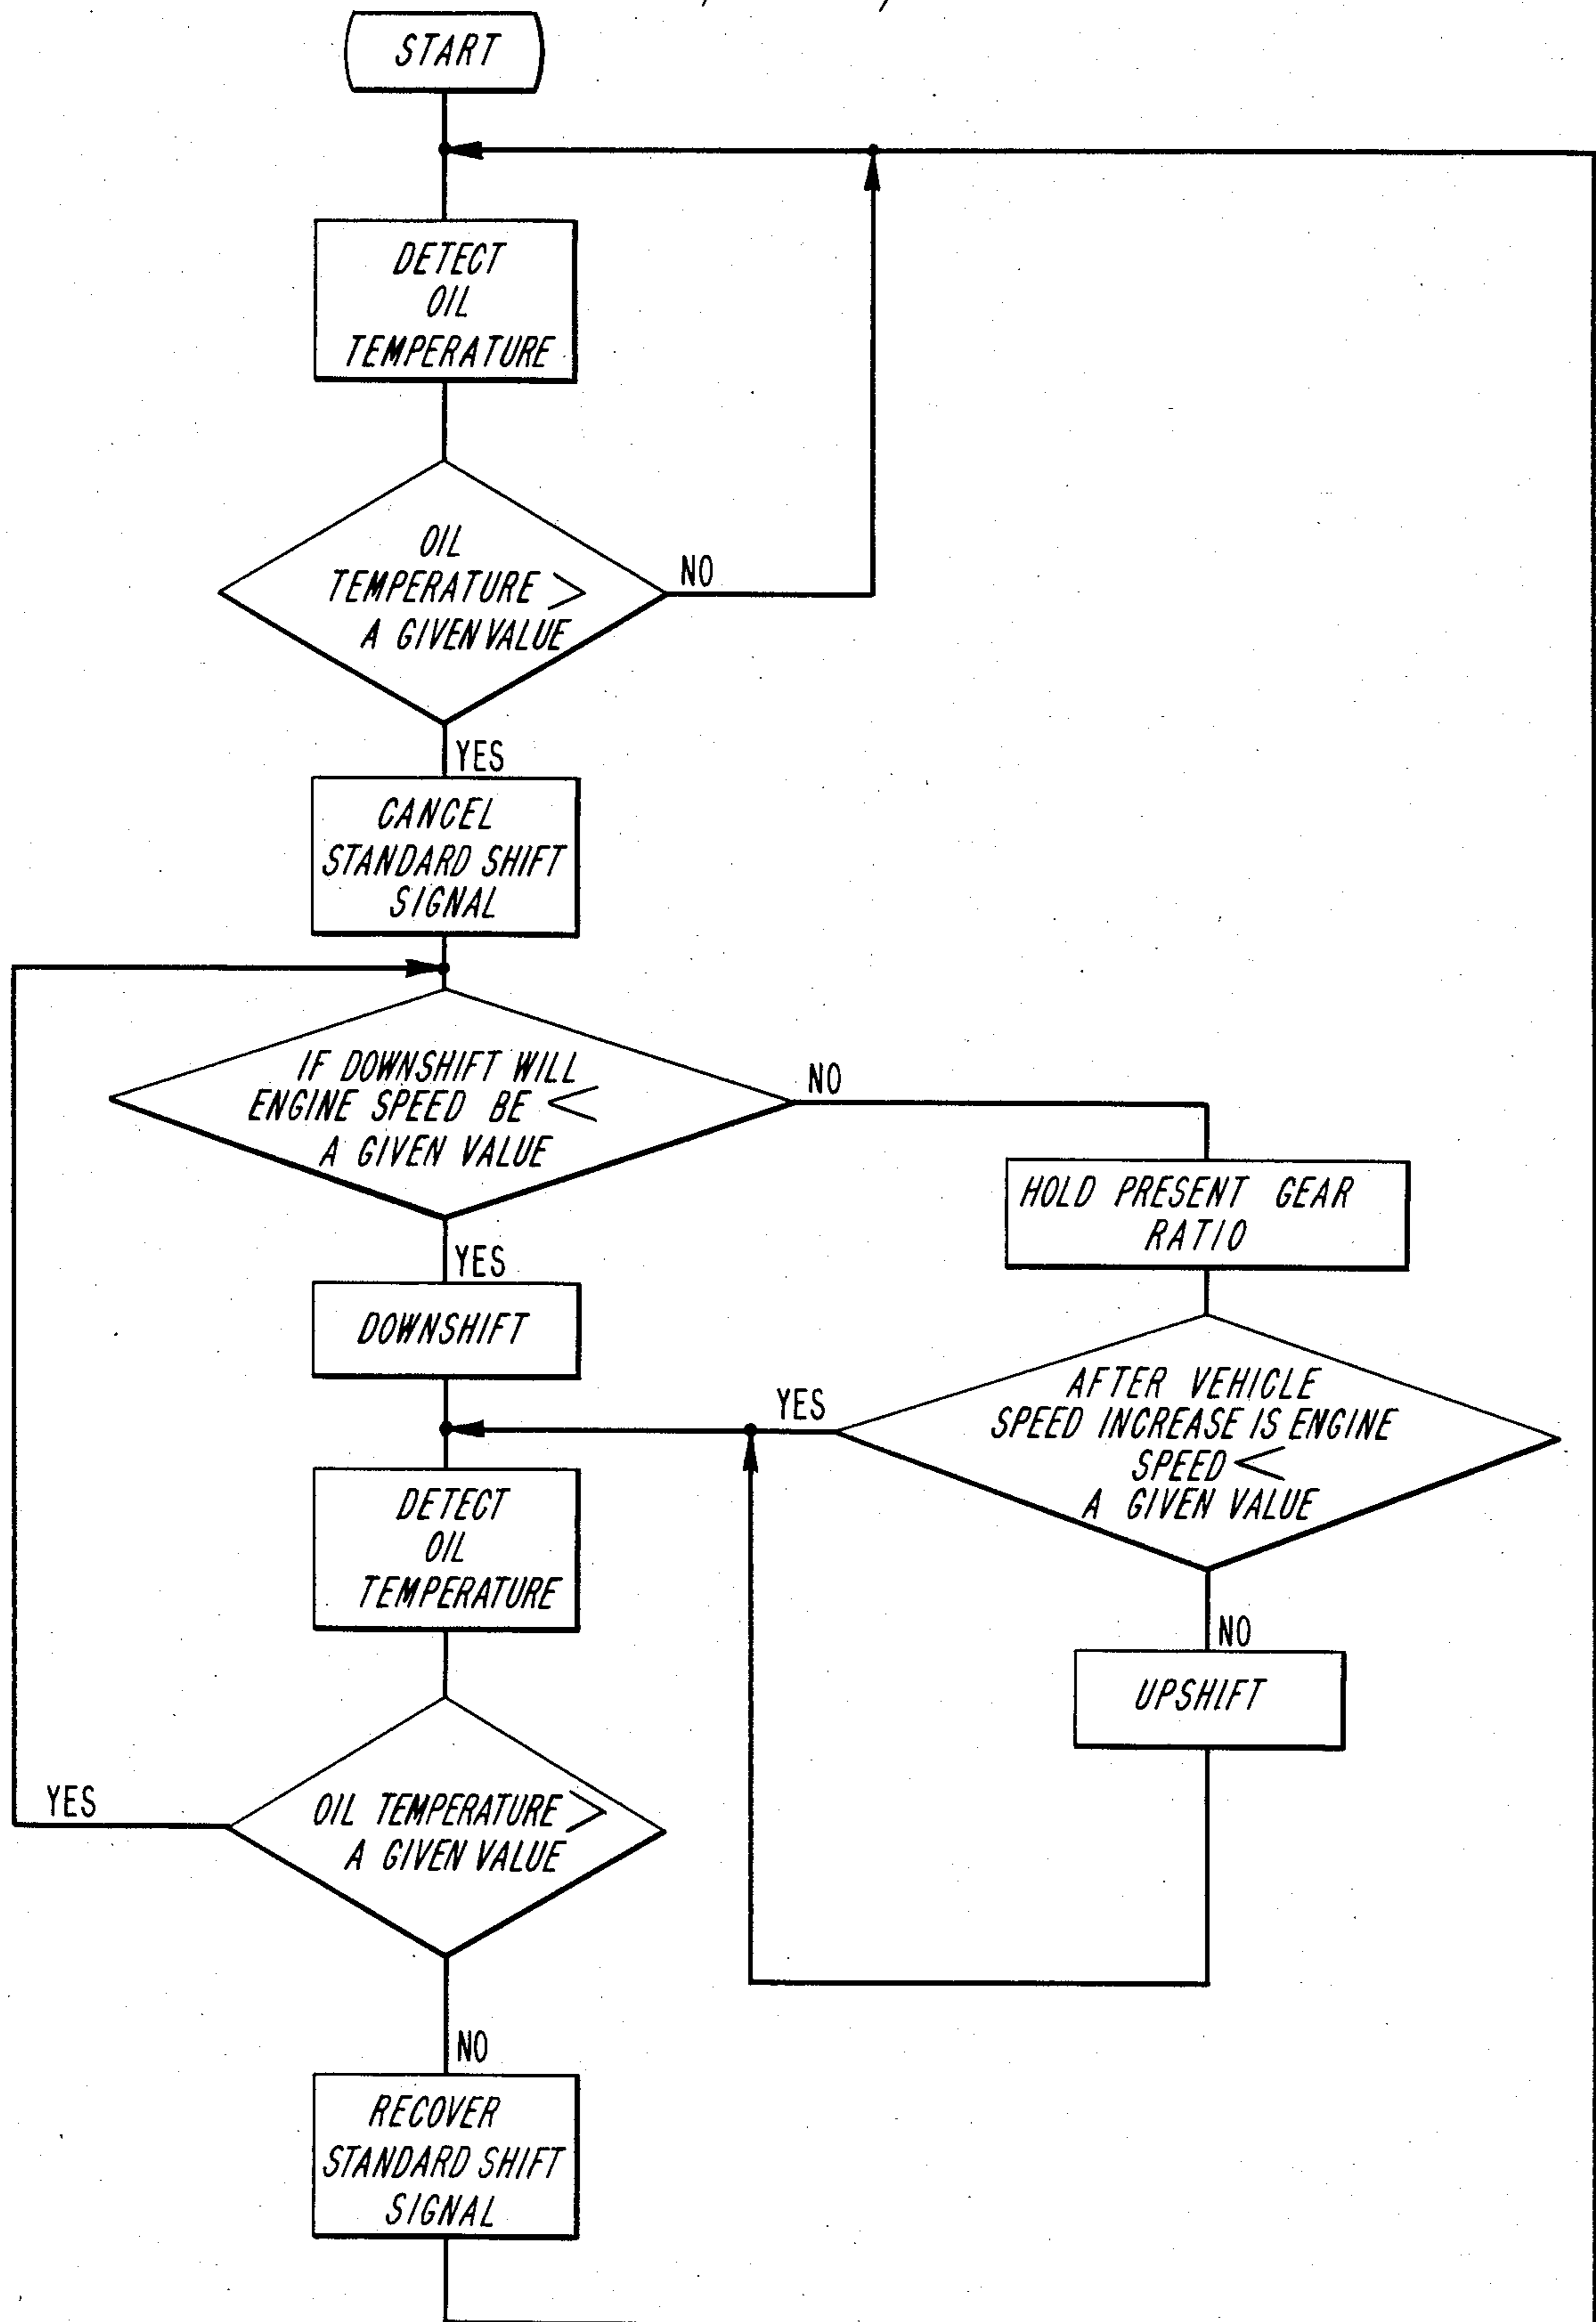 START
DETECT
OIL
TEMPERATURE
OIL
TEMPERATURE >
A GIVEN VALUE
NO
YES
CANCEL
STANDARD SHIFT
SIGNAL
IF DOWNSHIFT WILL
ENGINE SPEED BE <
A GIVEN VALUE
NO
YES
HOLD PRESENT GEAR
RATIO
DOWNSHIFT
AFTER VEHICLE
SPEED INCREASE IS ENGINE
SPEED <
A GIVEN VALUE
YES
NO
UPSHIFT
DETECT
OIL
TEMPERATURE
OIL TEMPERATURE >
A GIVEN VALUE
YES
NO
RECOVER
STANDARD SHIFT
SIGNAL